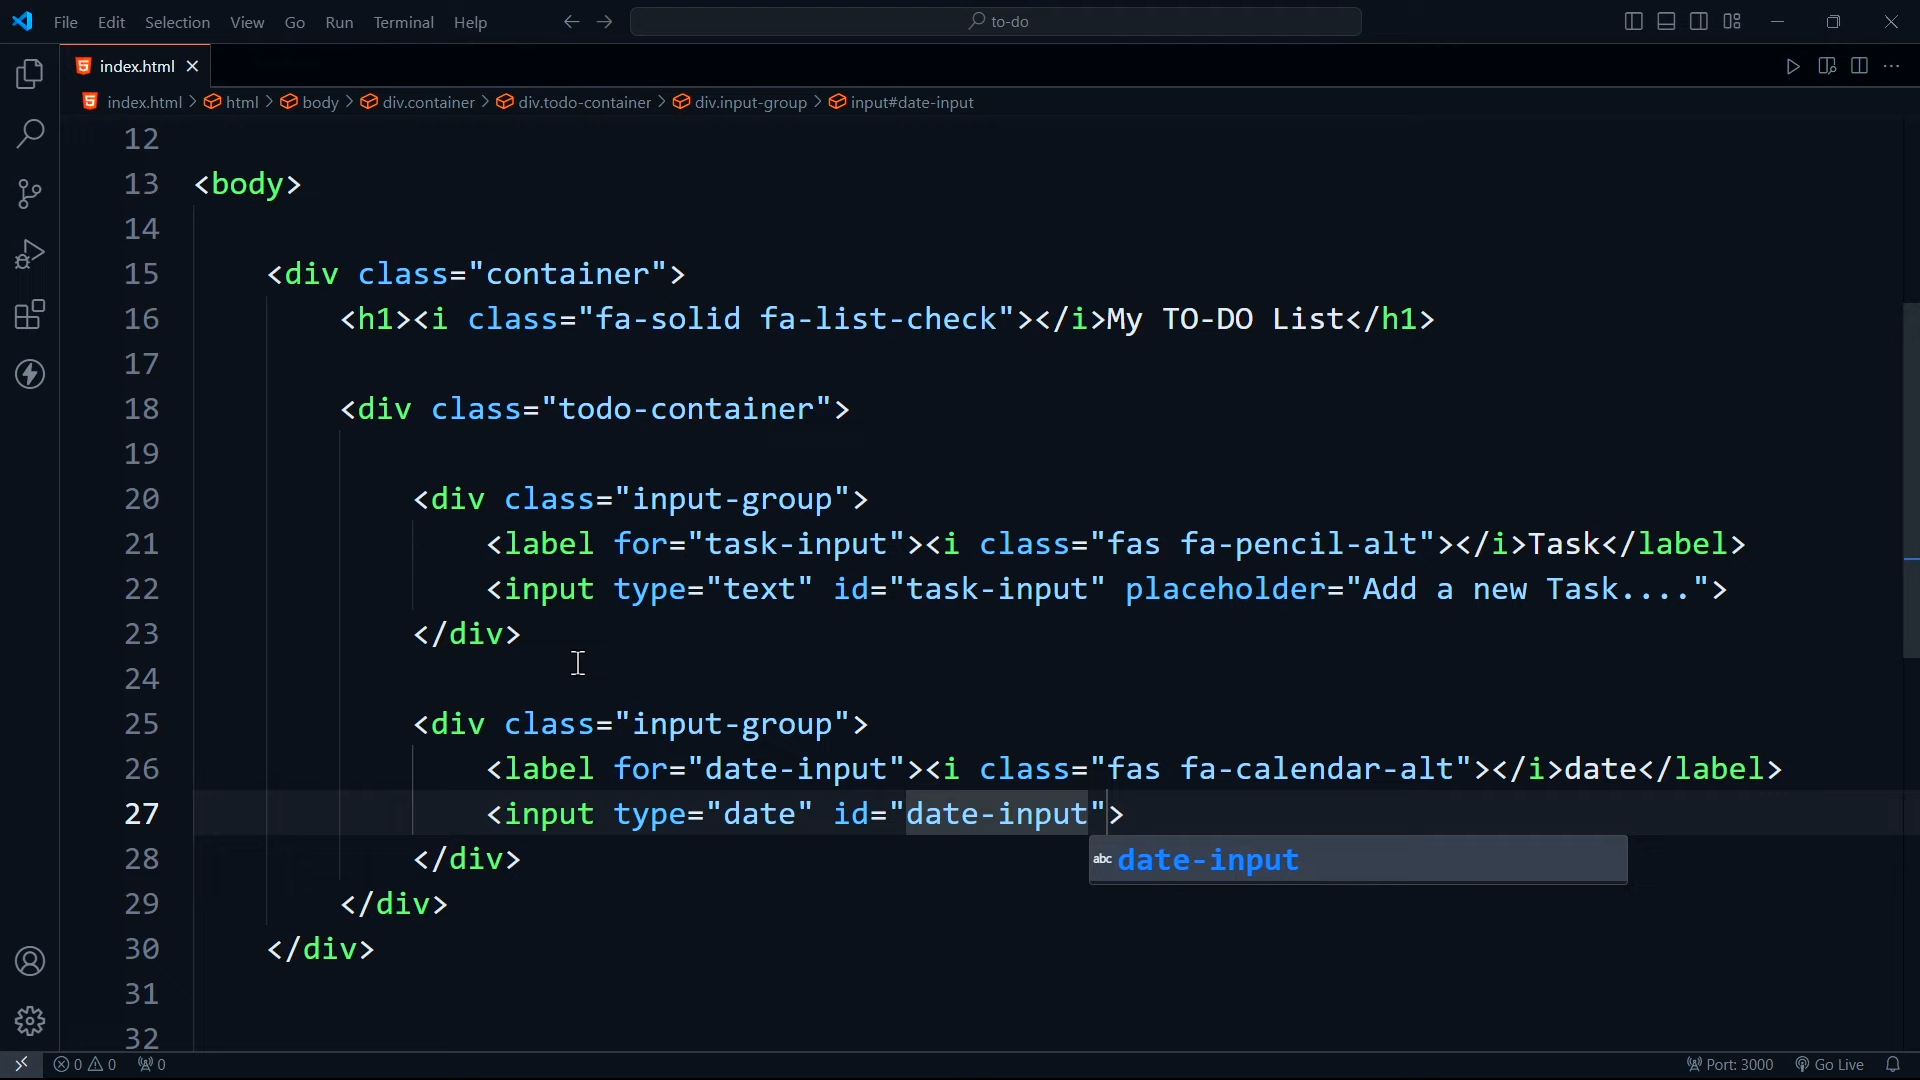 File Edit Selection View Go Run Terminal Help to-do
index.html
index.html > html > body > div.container > div.todo-container > div.input-group > input#date-input
12
13 <body>
14
15 <div class="container">
16 <h1><i class="fa-solid fa-list-check"></i>My TO-DO List</h1>
17
18 <div class="todo-container">
19
20 <div class="input-group">
21 <label for="task-input"><i class="fas fa-pencil-alt"></i>Task</label>
22 <input type="text" id="task-input" placeholder="Add a new Task....">
23 </div>
24
25 <div class="input-group">
26 <label for="date-input"><i class="fas fa-calendar-alt"></i>date</label>
27 <input type="date" id="date-input">
28 </div>
abc date-input
29 </div>
30 </div>
31
32
0 0 0 Port: 3000 Go Live